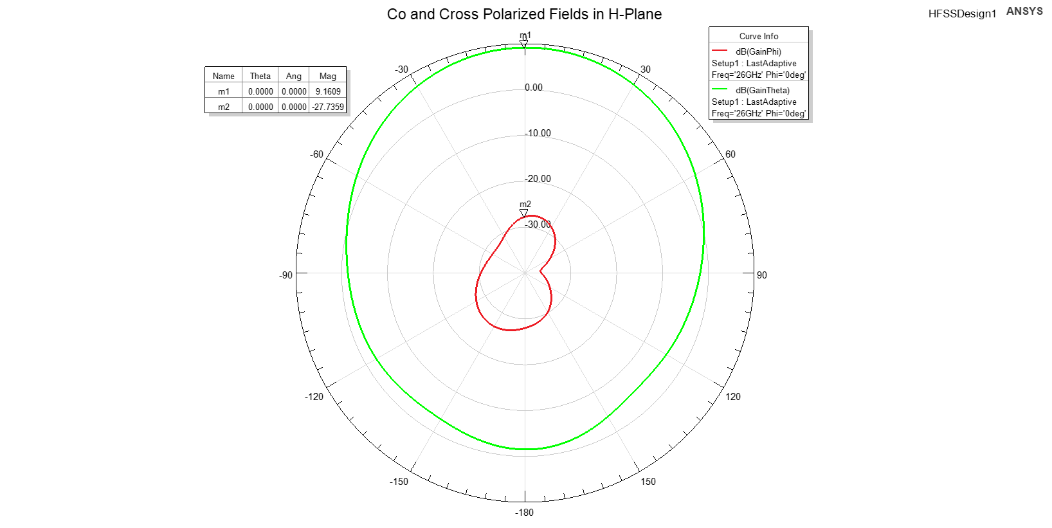 Co and Cross Polarized Fields in H-Plane
HFSSDesign1 ANSYS
m1
Curve Info
dB(GainPhi)
Setup1 : LastAdaptive
Freq='26GHz' Phi='0deg'
dB(GainTheta)
Setup1 : LastAdaptive
Freq='26GHz' Phi='0deg'
Name Theta Ang Mag
m1 0.0000 0.0000 9.1609
m2 0.0000 0.0000 -27.7359
-30 30
0.00
-10.00
-60 60
-20.00
m2
-30.00
-90 90
-120 120
-150 150
-180